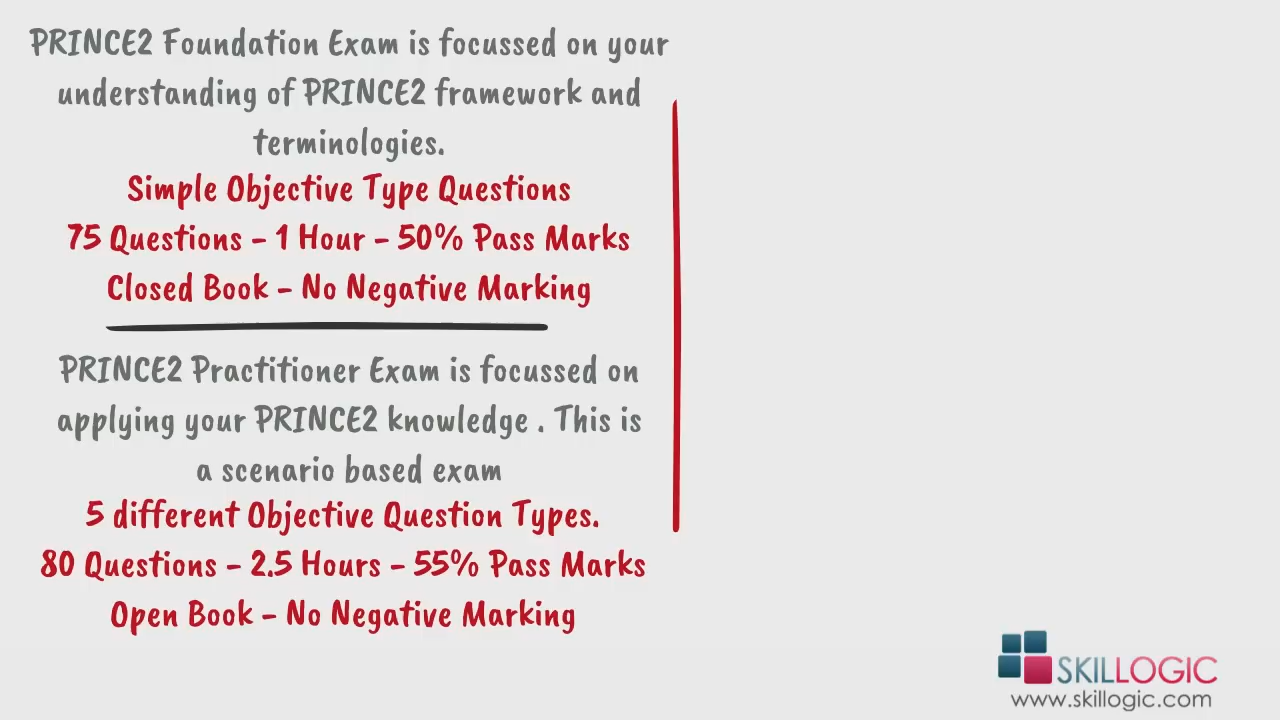 PRINCE2 Foundation Exam is focussed on your
understanding of PRINCE2 framework and
terminologies.
Simple Objective Type Questions
75 Questions - 1 Hour - 50% Pass Marks
Closed Book - No Negative Marking
PRINCE2 Practitioner Exam is focussed on
applying your PRINCE2 knowledge . This is
a scenario based exam
5 different Objective Question Types.
80 Questions - 2.5 Hours - 55% Pass Marks
Open Book - No Negative Marking
SKILLOGIC
www.skillogic.com